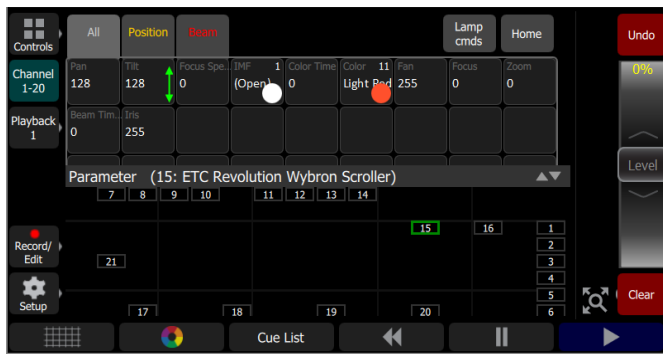 Controls
All
Position
Beam
Lamp
cmds
Home
Undo
Channel
1-20
Pan
128
Tilt
128
Focus Spe..
0
IMF 1
(Open)
Color Time
0
Color 11
Light Red
Fan
255
Focus
0
Zoom
0
0%
Playback
1
Beam Tim..
0
Iris
255
Level
Parameter (15: ETC Revolution Wybron Scroller)
7 8 9 10 11 12 13 14
15 16 1
2
21 3
4
5
17 18 19 20 6
Record/
Edit
Setup
Clear
Cue List